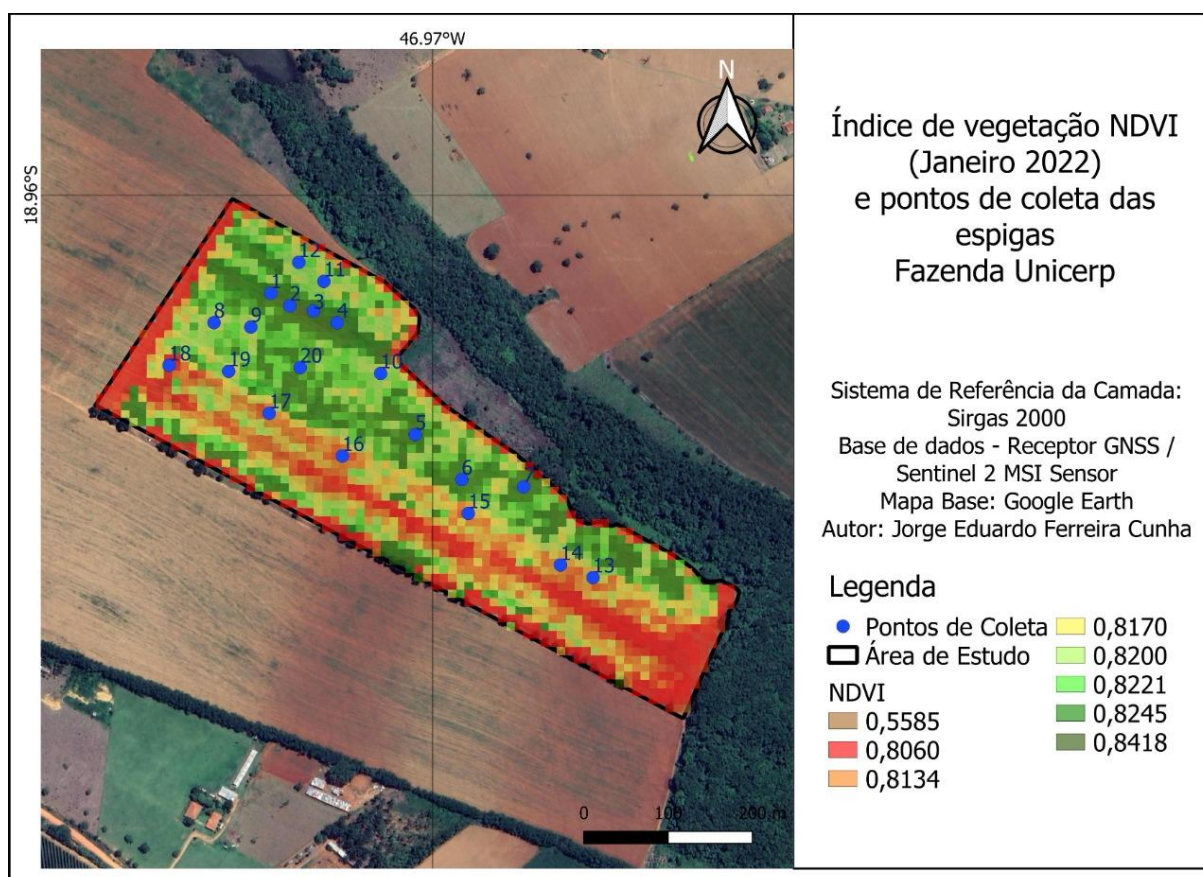 46.97°W
18.96°S
N
12
11
1
2
3
4
8
9
18
19
20
10
17
16
5
6
7
15
14
13
0
100
200 m
Índice de vegetação NDVI
(Janeiro 2022)
e pontos de coleta das
espigas
Fazenda Unicerp
Sistema de Referência da Camada:
Sirgas 2000
Base de dados - Receptor GNSS /
Sentinel 2 MSI Sensor
Mapa Base: Google Earth
Autor: Jorge Eduardo Ferreira Cunha
Legenda
Pontos de Coleta
Área de Estudo
NDVI
0,5585
0,8060
0,8134
0,8170
0,8200
0,8221
0,8245
0,8418